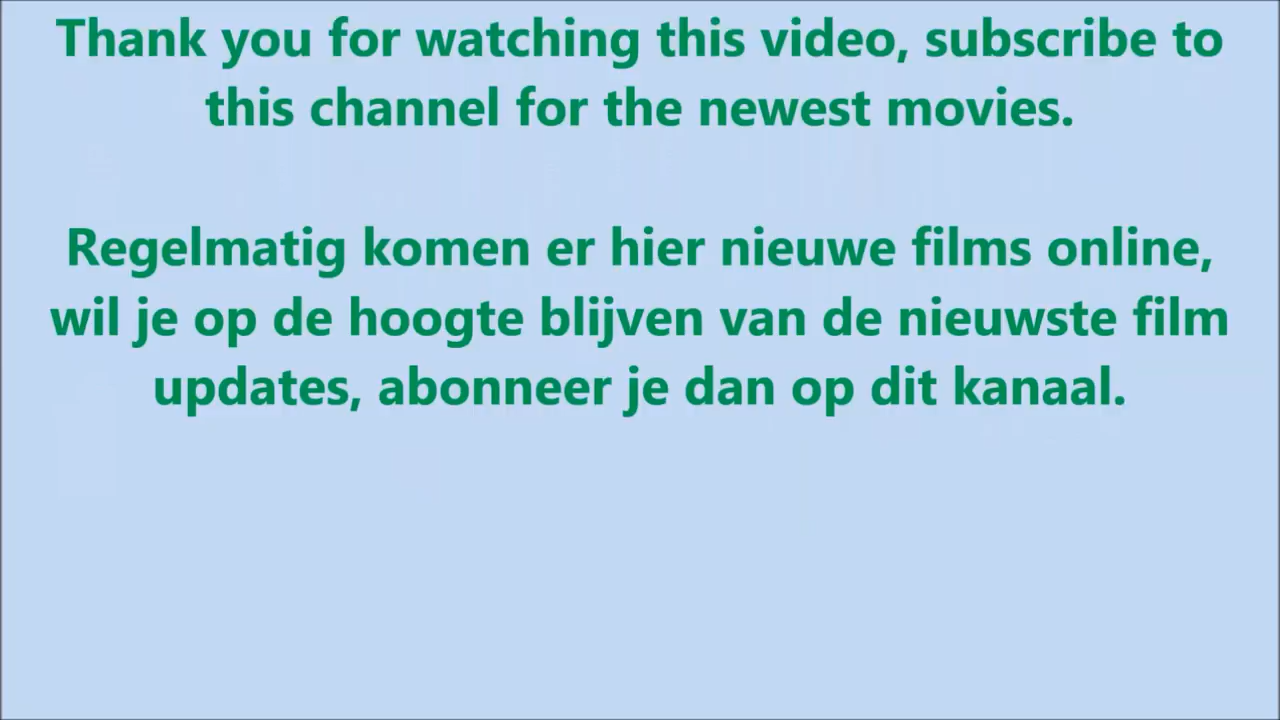 Thank you for watching this video, subscribe to
this channel for the newest movies.
Regelmatig komen er hier nieuwe films online,
wil je op de hoogte blijven van de nieuwste film
updates, abonneer je dan op dit kanaal.